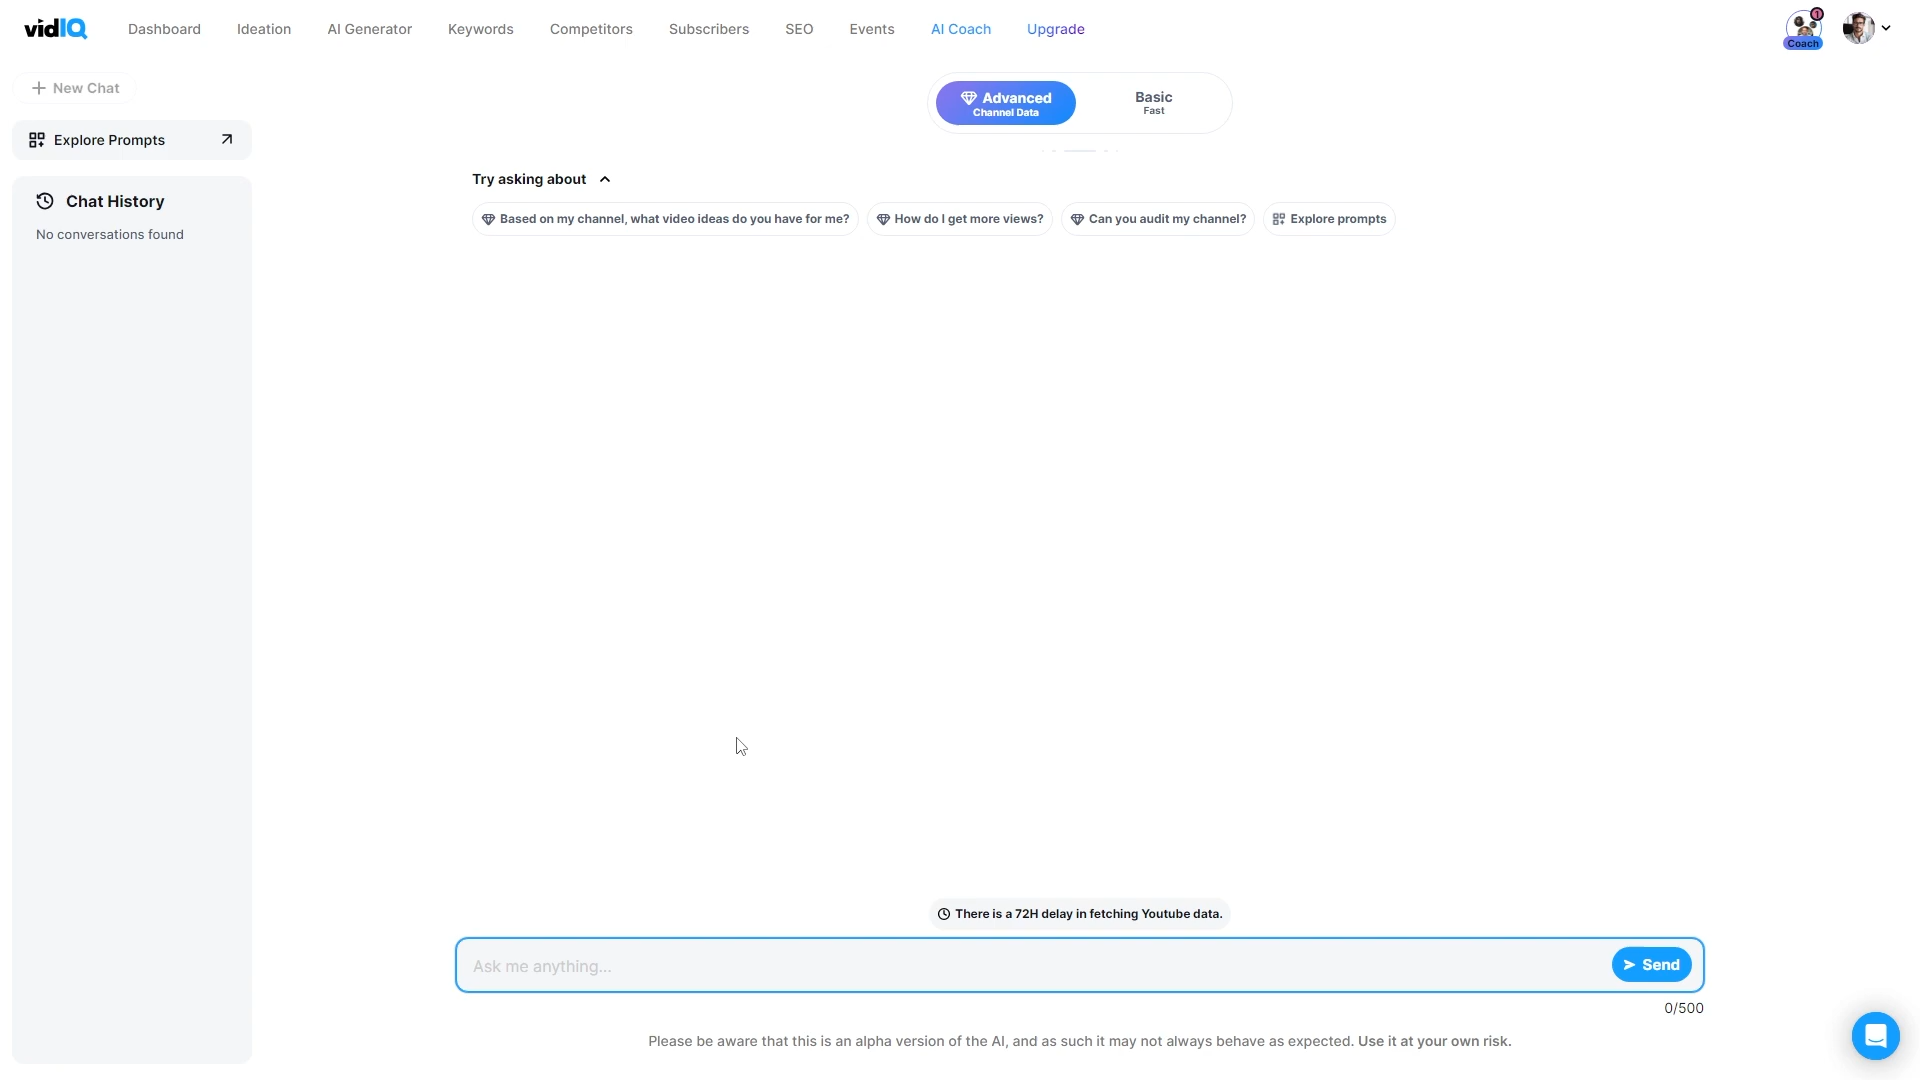 vidIQ
Dashboard
Ideation
AI Generator
Keywords
Competitors
Subscribers
SEO
Events
AI Coach
Upgrade
1
Coach
+ New Chat
Explore Prompts
Chat History
No conversations found
Advanced
Channel Data
Basic
Fast
Try asking about
Based on my channel, what video ideas do you have for me?
How do I get more views?
Can you audit my channel?
Explore prompts
There is a 72H delay in fetching Youtube data.
Ask me anything...
Send
0/500
Please be aware that this is an alpha version of the AI, and as such it may not always behave as expected. Use it at your own risk.